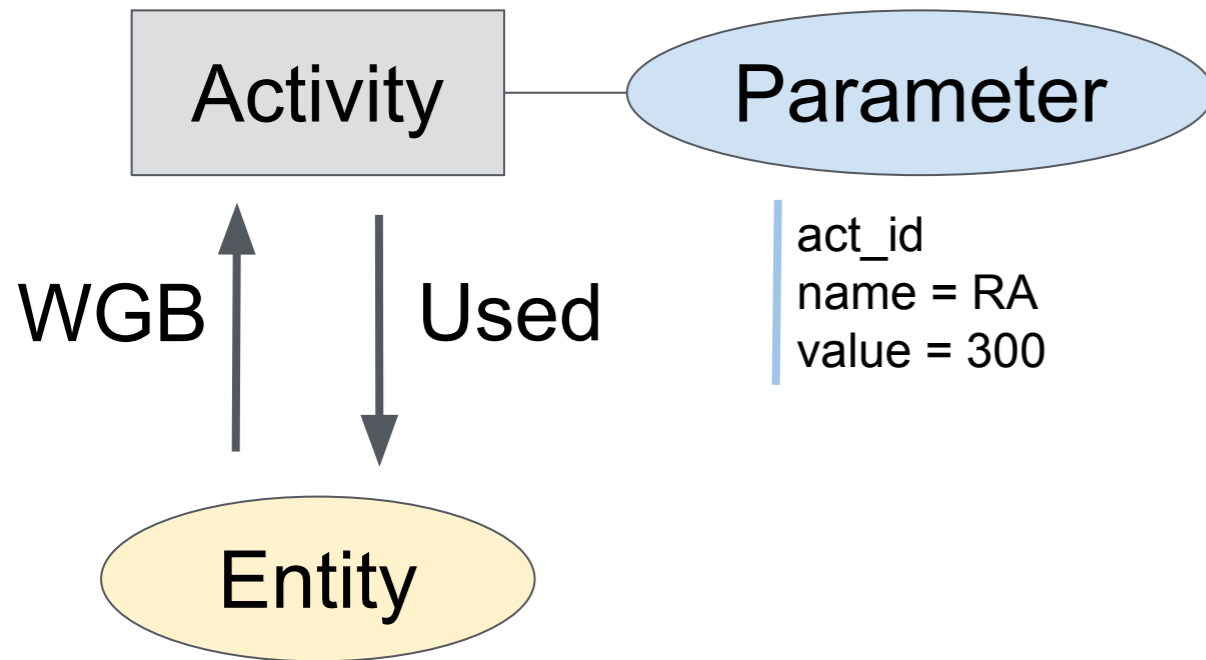 Activity
Parameter
act_id
name = RA
value = 300
WGB
Used
Entity